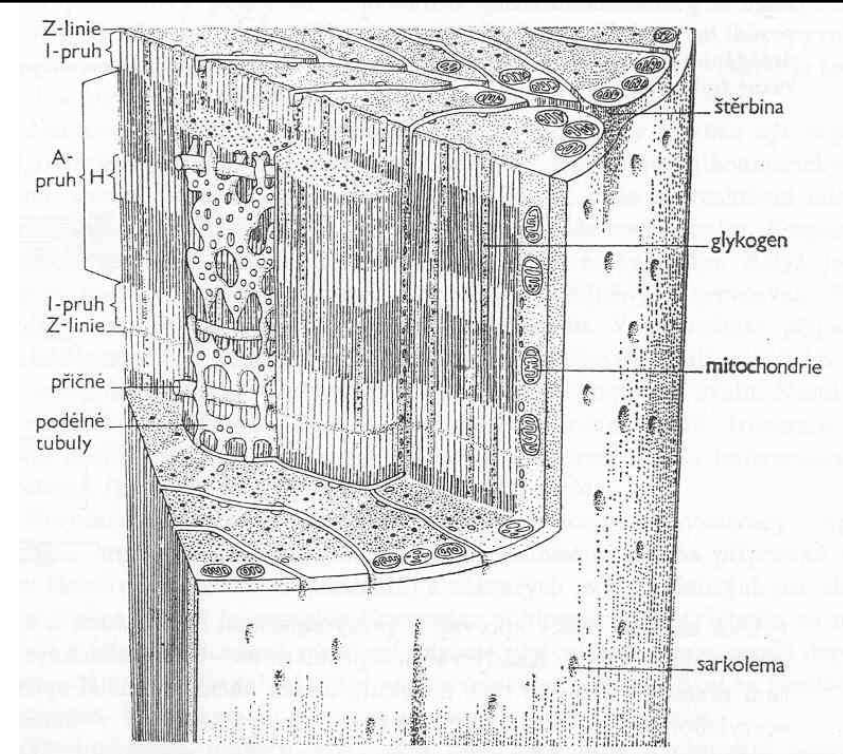 Z-linie
I-pruh
A-
pruh
H
I-pruh
Z-linie
příčné
podélné
tubuly
štěrbina
glykogen
mitochondrie
sarkolema